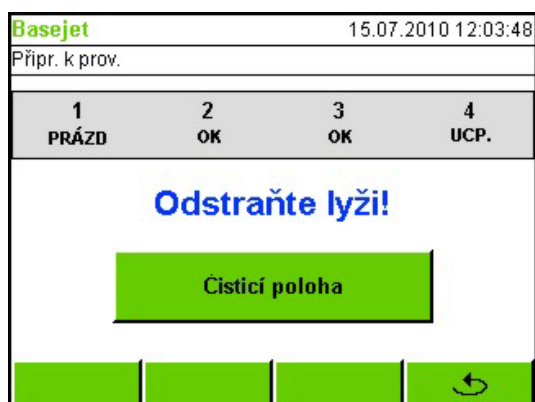 Basejet 15.07.2010 12:03:48
Připr. k prov.
1 2 3 4
PRÁZD OK OK UCP.
Odstraňte lyži!
Čisticí poloha